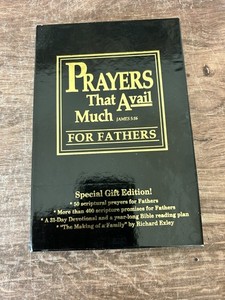 PRAYERS
That Avail
Much JAMES 5:16
FOR FATHERS
Special Gift Edition!
* 50 scriptural prayers for Fathers
* More than 400 scripture promises for Fathers
* A 31-Day Devotional and a year-long Bible reading plan
* "The Making of a Family" by Richard Exley